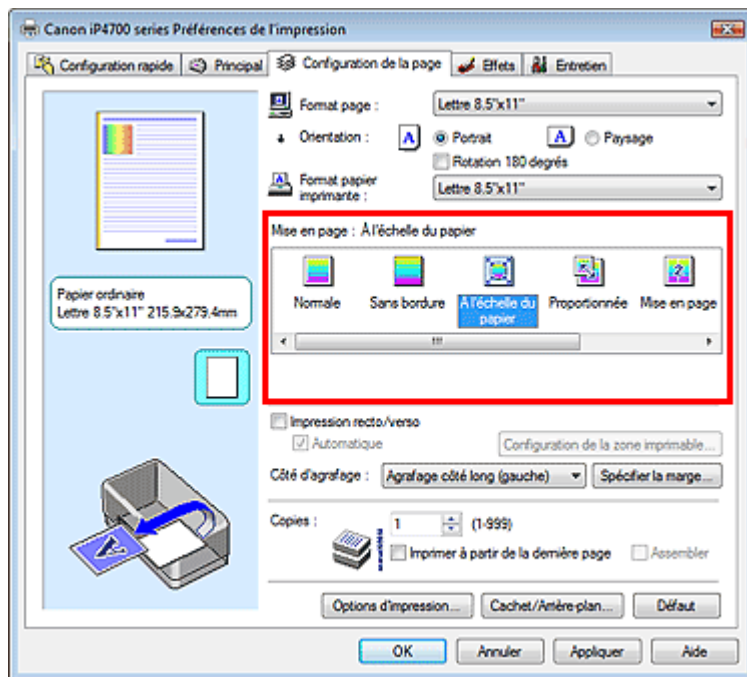 Canon iP4700 series Préférences de l'impression
Configuration rapide Principal Configuration de la page Effets Entretien
Format page : Lettre 8.5"x11"
Orientation : A Portrait A Paysage
Rotation 180 degrés
Format papier imprimante : Lettre 8.5"x11"
Mise en page : À l'échelle du papier
Normale Sans bordure À l'échelle du papier Proportionnée Mise en page
Papier ordinaire
Lettre 8.5"x11" 215.9x279.4mm
Impression recto/verso
Automatique Configuration de la zone imprimable...
Côté d'agrafage : Agrafage côté long (gauche) Spécifier la marge...
Copies : 1 (1-999)
Imprimer à partir de la dernière page Assembler
Options d'impression... Cachet/Arrière-plan... Défaut
OK Annuler Appliquer Aide